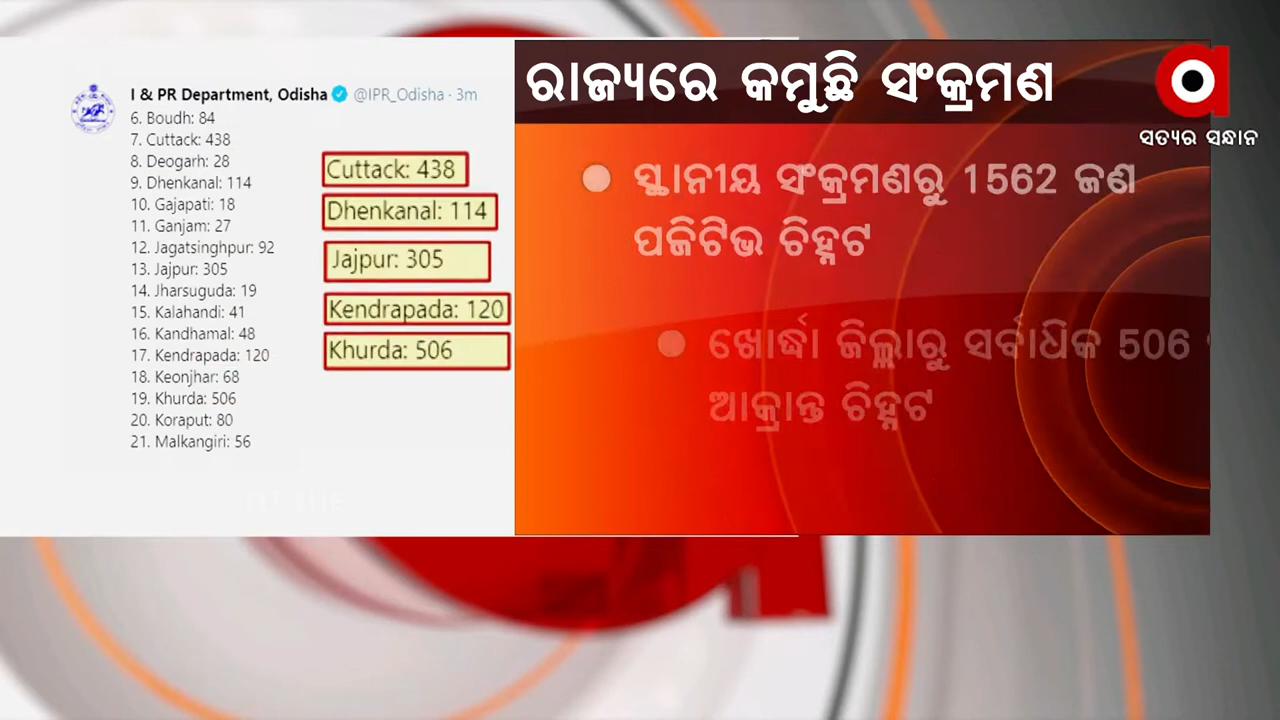 I & PR Department, Odisha @IPR_Odisha · 3m
6. Boudh: 84
7. Cuttack: 438
8. Deogarh: 28
9. Dhenkanal: 114
10. Gajapati: 18
11. Ganjam: 27
12. Jagatsinghpur: 92
13. Jajpur: 305
14. Jharsuguda: 19
15. Kalahandi: 41
16. Kandhamal: 48
17. Kendrapada: 120
18. Keonjhar: 68
19. Khurda: 506
20. Koraput: 80
21. Malkangiri: 56
Cuttack: 438
Dhenkanal: 114
Jajpur: 305
Kendrapada: 120
Khurda: 506
ରାଜ୍ୟରେ କମୁଛି ସଂକ୍ରମଣ
ସ୍ଥାନୀୟ ସଂକ୍ରମଣରୁ 1562 ଜଣ
ପଜିଟିଭ ଚିହ୍ନଟ
ଖୋର୍ଦ୍ଧା ଜିଲ୍ଲାରୁ ସର୍ବାଧିକ 506
ଆକ୍ରାନ୍ତ ଚିହ୍ନଟ
a
ସତ୍ୟର ସନ୍ଧାନ